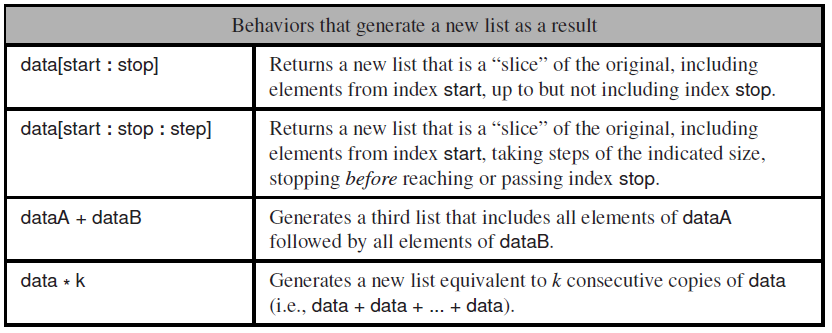 Behaviors that generate a new list as a result
data[start : stop]
Returns a new list that is a “slice” of the original, including
elements from index start, up to but not including index stop.
data[start : stop : step]
Returns a new list that is a “slice” of the original, including
elements from index start, taking steps of the indicated size,
stopping before reaching or passing index stop.
dataA + dataB
Generates a third list that includes all elements of dataA
followed by all elements of dataB.
data * k
Generates a new list equivalent to k consecutive copies of data
(i.e., data + data + ... + data).